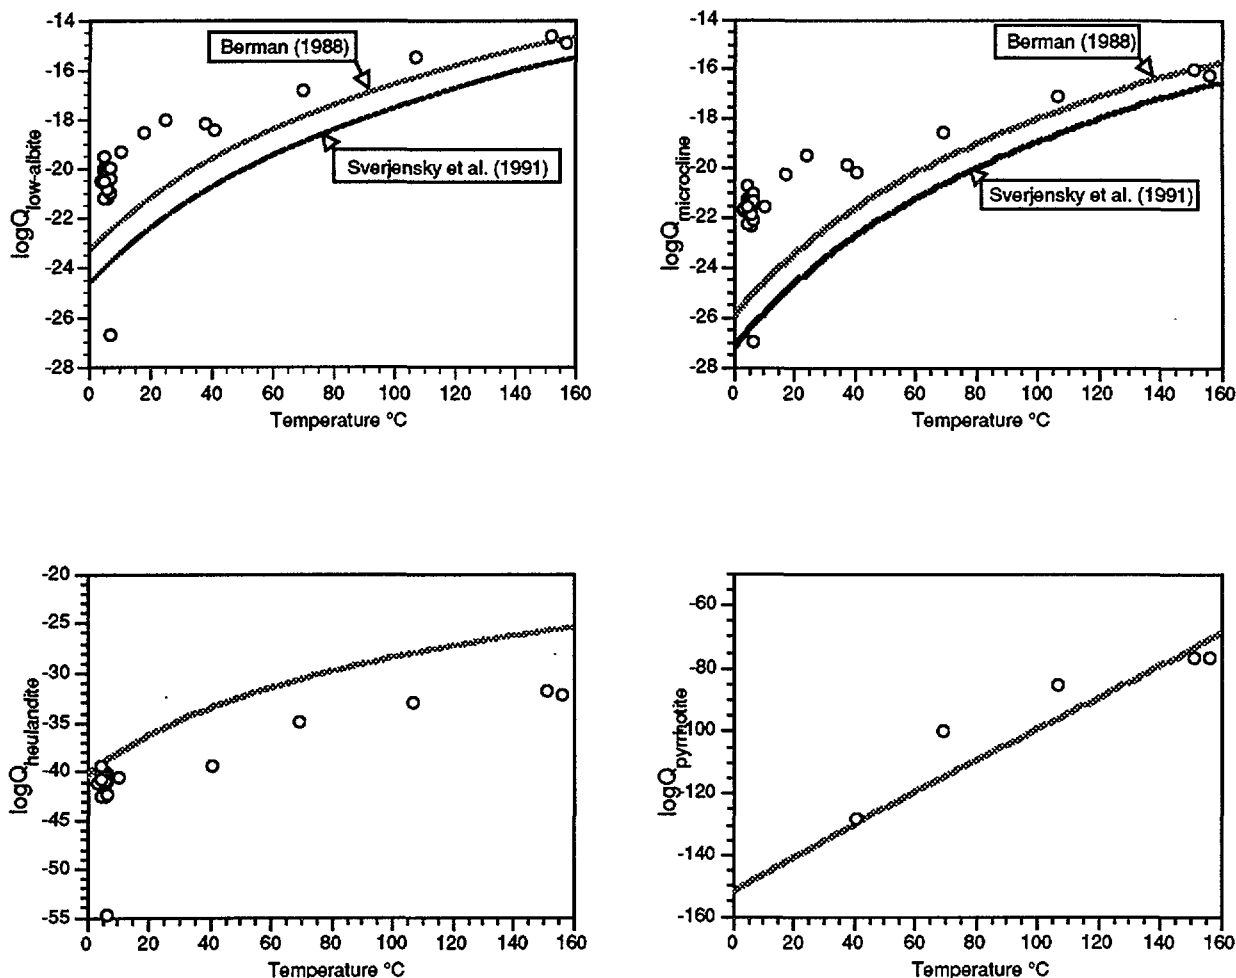 -14
-16
-18
-20
-22
-24
-26
-28
logQlow-albite
Berman (1988)
Sverjensky et al. (1991)
0 20 40 60 80 100 120 140 160
Temperature °C
-14
-16
-18
-20
-22
-24
-26
-28
logQmicrocline
Berman (1988)
Sverjensky et al. (1991)
0 20 40 60 80 100 120 140 160
Temperature °C
-20
-25
-30
-35
-40
-45
-50
-55
logQheulandite
0 20 40 60 80 100 120 140 160
Temperature °C
-60
-80
-100
-120
-140
-160
logQpyrrhotite
0 20 40 60 80 100 120 140 160
Temperature °C